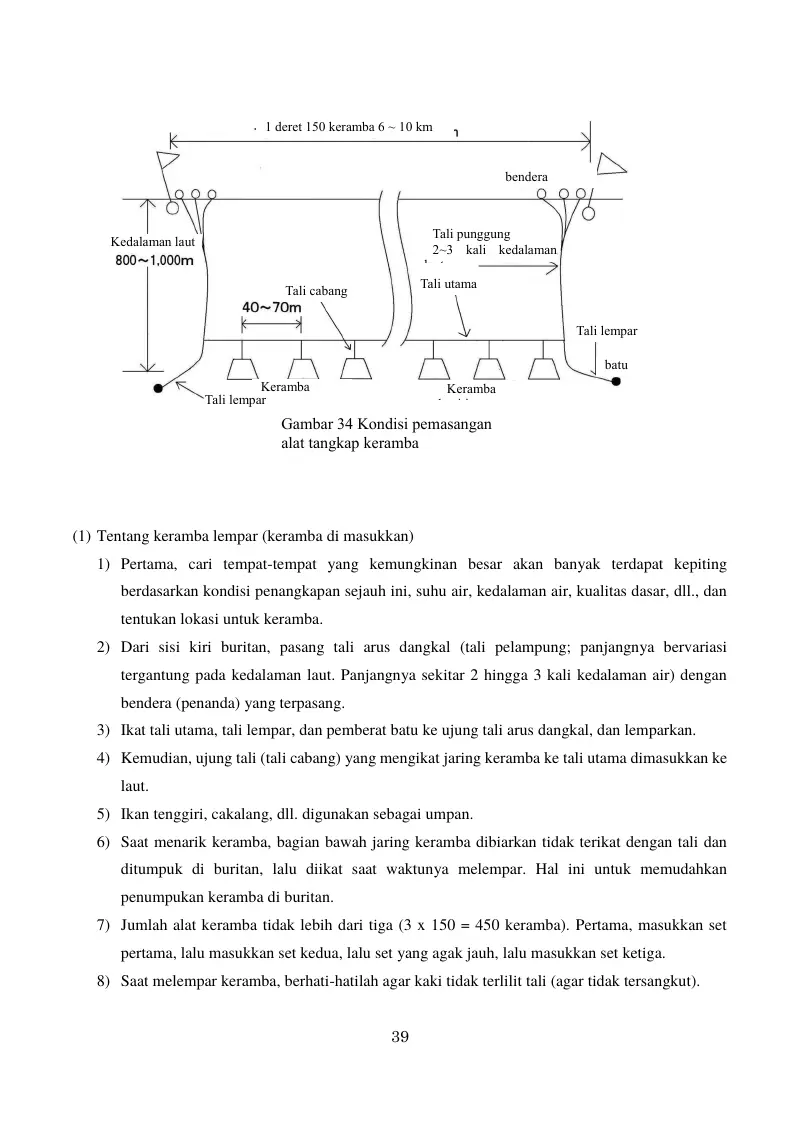 1 deret 150 keramba 6 ~ 10 km
bendera
Kedalaman laut
800～1,000m
Tali punggung
2~3 kali kedalaman
Tali cabang
Tali utama
40～70m
Tali lempar
batu
Keramba
Keramba
Tali lempar
Gambar 34 Kondisi pemasangan
alat tangkap keramba
(1) Tentang keramba lempar (keramba di masukkan)
1) Pertama, cari tempat-tempat yang kemungkinan besar akan banyak terdapat kepiting
berdasarkan kondisi penangkapan sejauh ini, suhu air, kedalaman air, kualitas dasar, dll., dan
tentukan lokasi untuk keramba.
2) Dari sisi kiri buritan, pasang tali arus dangkal (tali pelampung; panjangnya bervariasi
tergantung pada kedalaman laut. Panjangnya sekitar 2 hingga 3 kali kedalaman air) dengan
bendera (penanda) yang terpasang.
3) Ikat tali utama, tali lempar, dan pemberat batu ke ujung tali arus dangkal, dan lemparkan.
4) Kemudian, ujung tali (tali cabang) yang mengikat jaring keramba ke tali utama dimasukkan ke
laut.
5) Ikan tenggiri, cakalang, dll. digunakan sebagai umpan.
6) Saat menarik keramba, bagian bawah jaring keramba dibiarkan tidak terikat dengan tali dan
ditumpuk di buritan, lalu diikat saat waktunya melempar. Hal ini untuk memudahkan
penumpukan keramba di buritan.
7) Jumlah alat keramba tidak lebih dari tiga (3 x 150 = 450 keramba). Pertama, masukkan set
pertama, lalu masukkan set kedua, lalu set yang agak jauh, lalu masukkan set ketiga.
8) Saat melempar keramba, berhati-hatilah agar kaki tidak terlilit tali (agar tidak tersangkut).
39